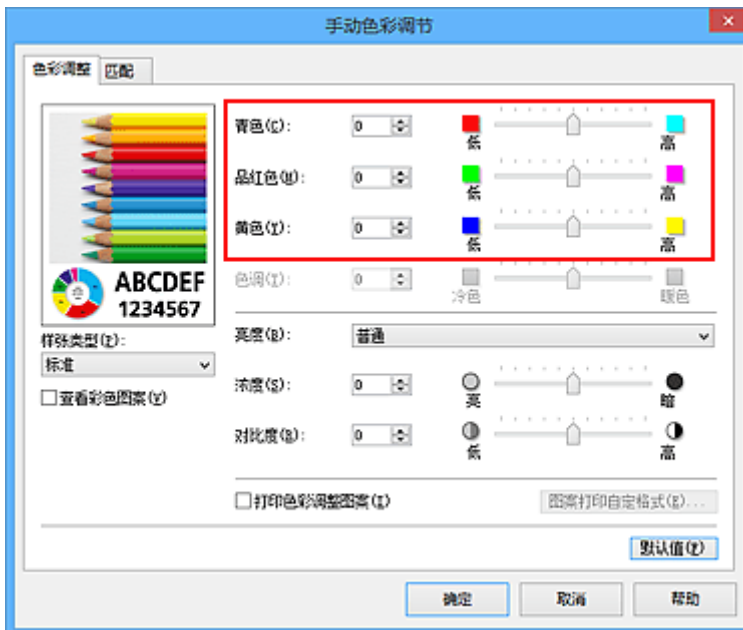 手动色彩调节
色彩调整 匹配
青色(C): 0 低 高
品红色(M): 0 低 高
黄色(Y): 0 低 高
色调(T): 0 冷色 暖色
ABCDEF
1234567
样张类型(P):
标准
查看彩色图案(V)
亮度(B): 普通
浓度(S): 0 亮 暗
对比度(R): 0 低 高
打印色彩调整图案(I) 图案打印自定格式(E)...
默认值(F)
确定 取消 帮助